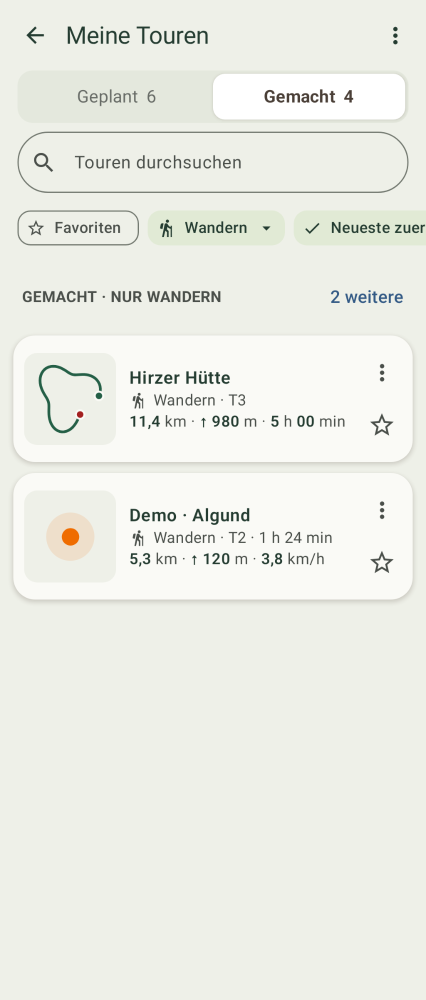 Meine Touren
Geplant 6
Gemacht 4
Touren durchsuchen
Favoriten
Wandern
Neueste zuer
GEMACHT · NUR WANDERN
2 weitere
Hirzer Hütte
Wandern · T3
11,4 km · ↑ 980 m · 5 h 00 min
Demo · Algund
Wandern · T2 · 1 h 24 min
5,3 km · ↑ 120 m · 3,8 km/h